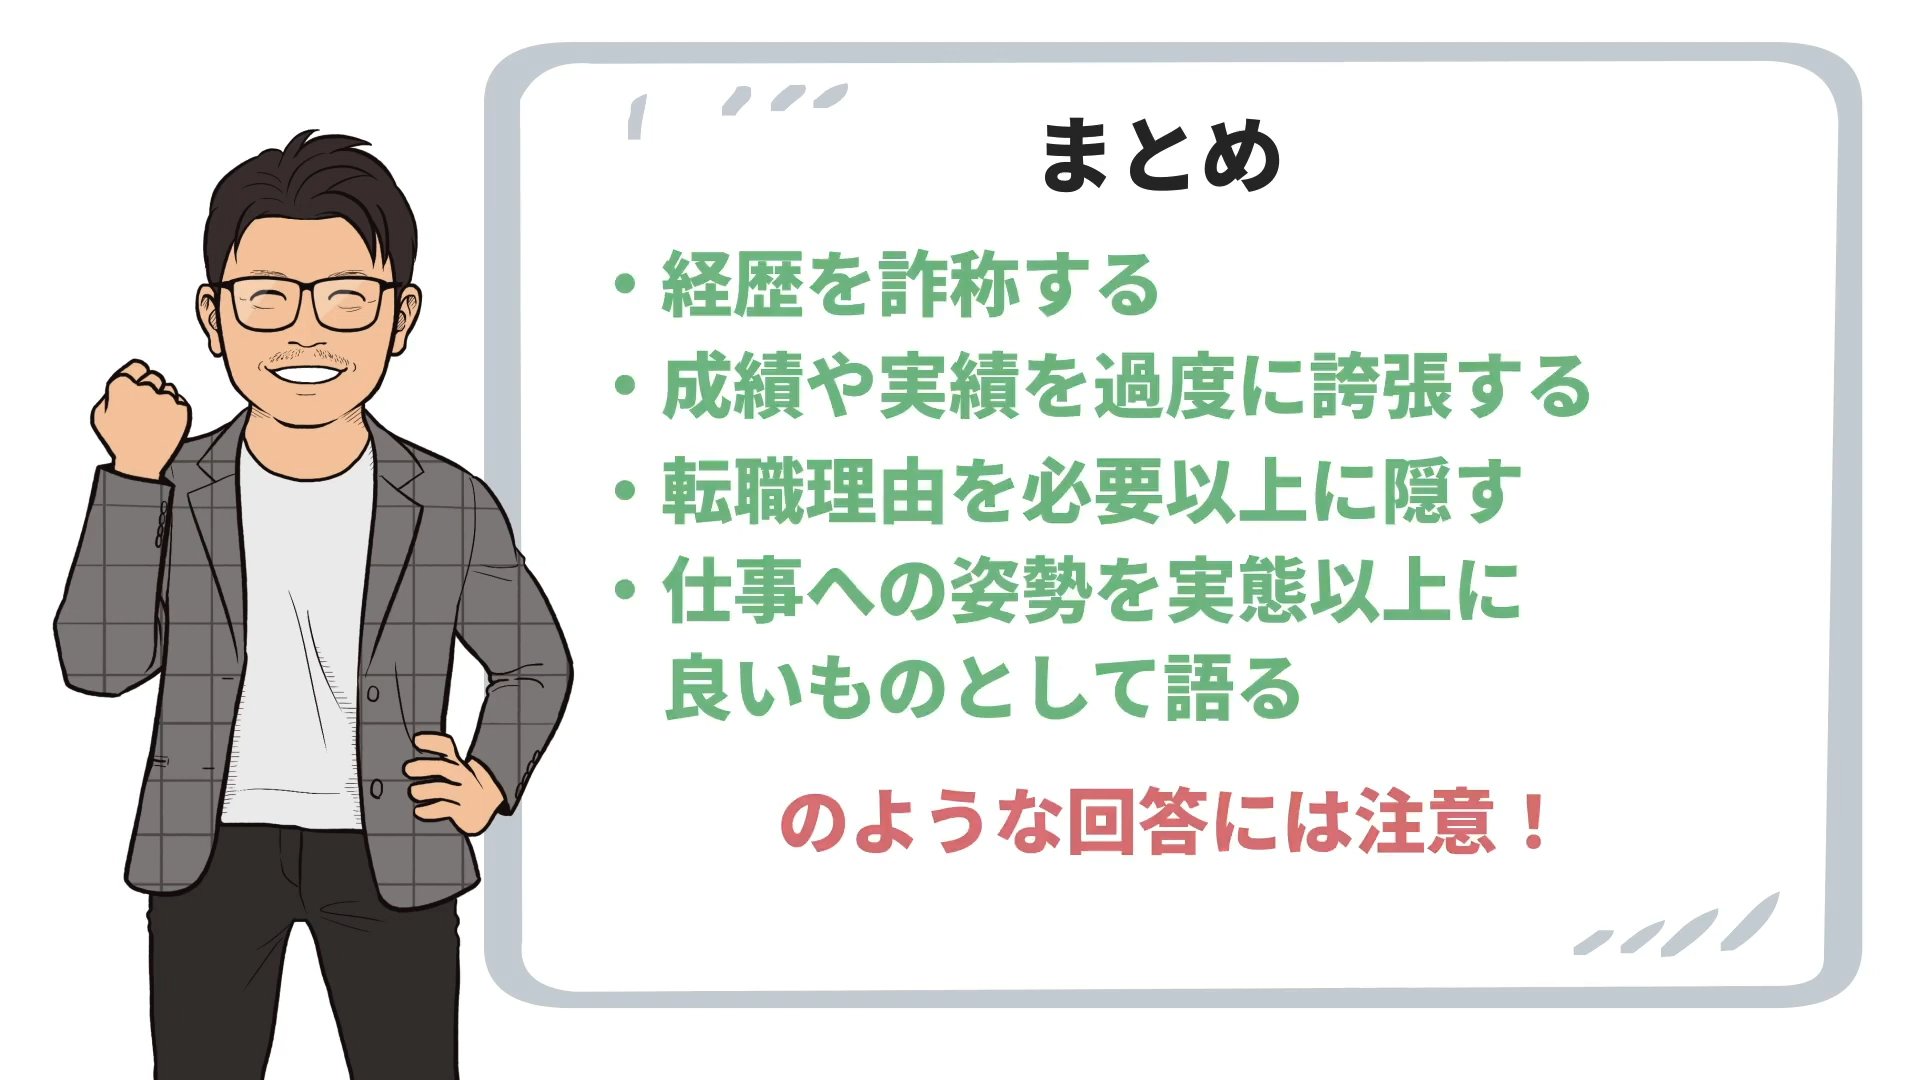 まとめ
・経歴を詐称する
・成績や実績を過度に誇張する
・転職理由を必要以上に隠す
・仕事への姿勢を実態以上に
良いものとして語る
のような回答には注意！